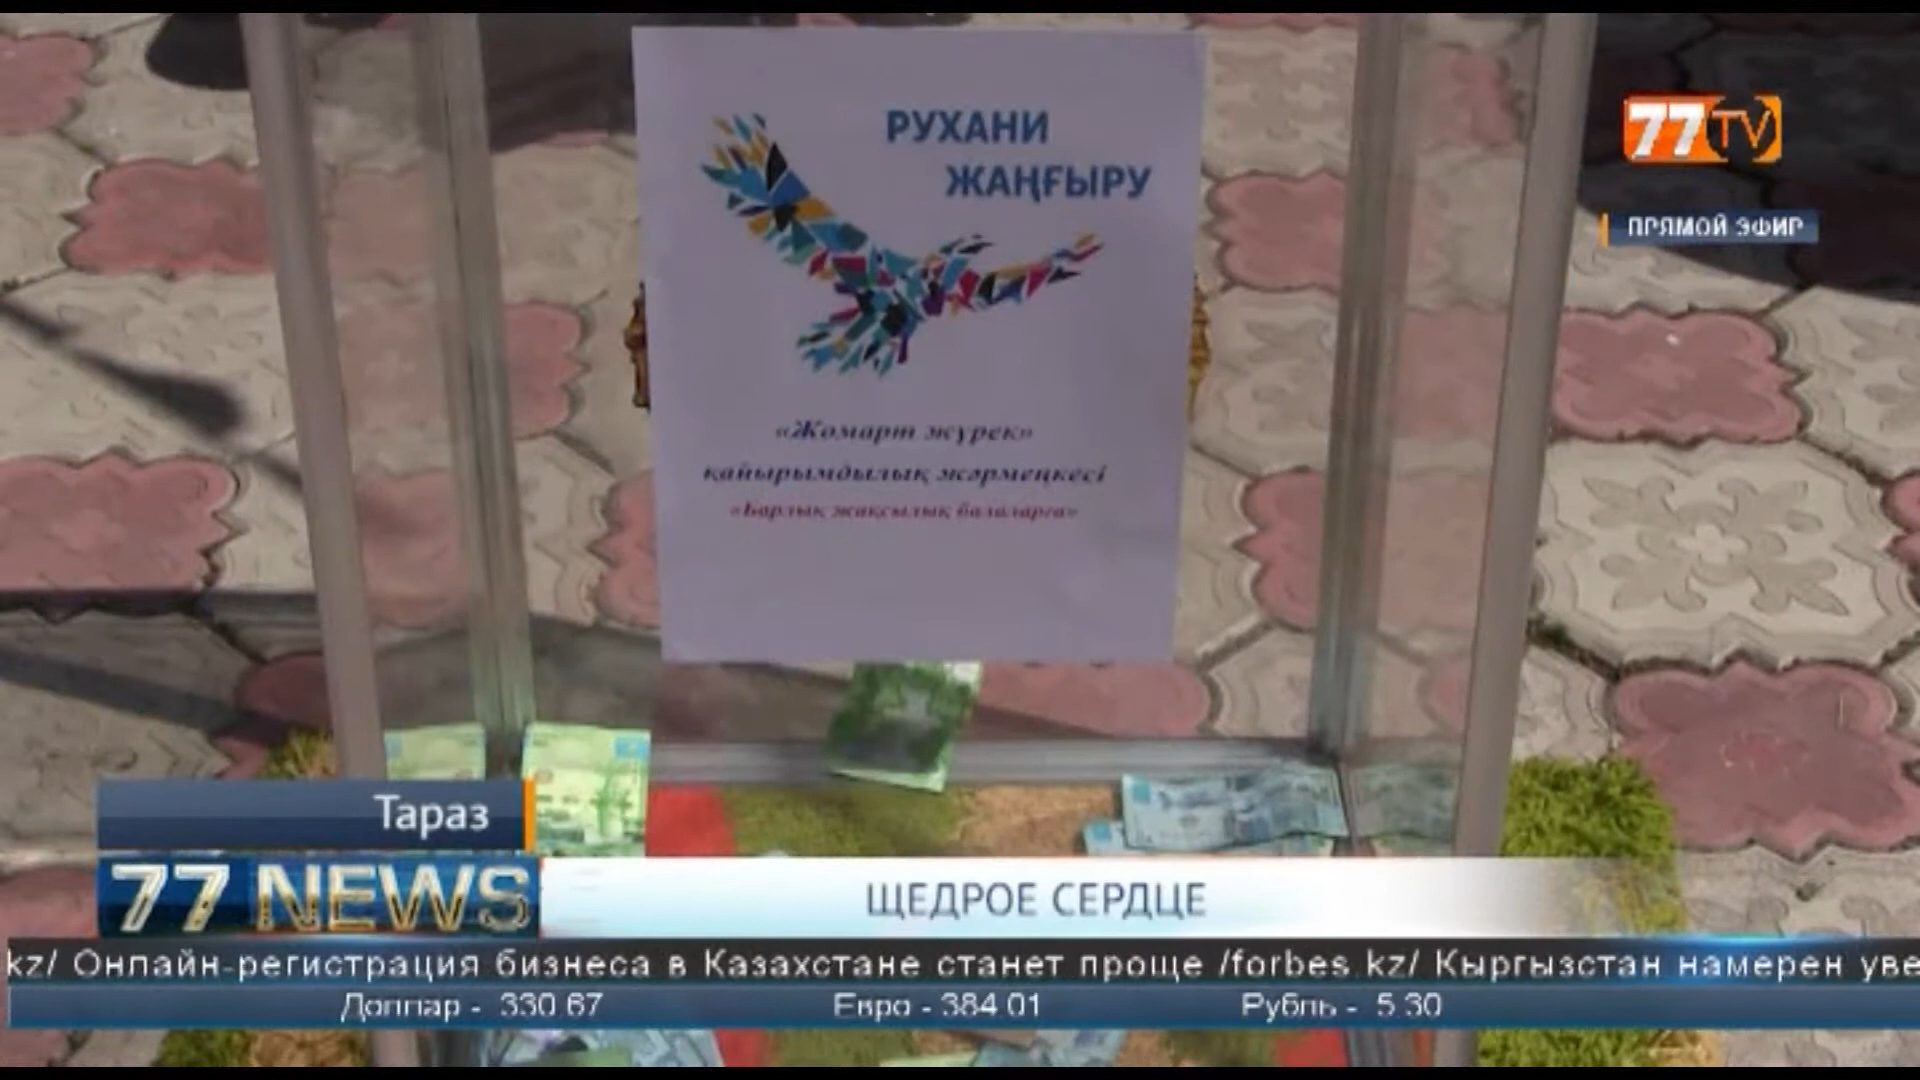 РУХАНИ
ЖАҢҒЫРУ
77TV
ПРЯМОЙ ЭФИР
«Жомарт жүрек»
қайырымдылық жәрмеңкесі
«Барлық жақсылық балаларға»
Тараз
77 NEWS
ЩЕДРОЕ СЕРДЦЕ
kz/ Онлайн-регистрация бизнеса в Казахстане станет проще /forbes.kz/ Кыргызстан намерен уве
Доллар - 330.67 Евро - 384.01 Рубль - 5.30